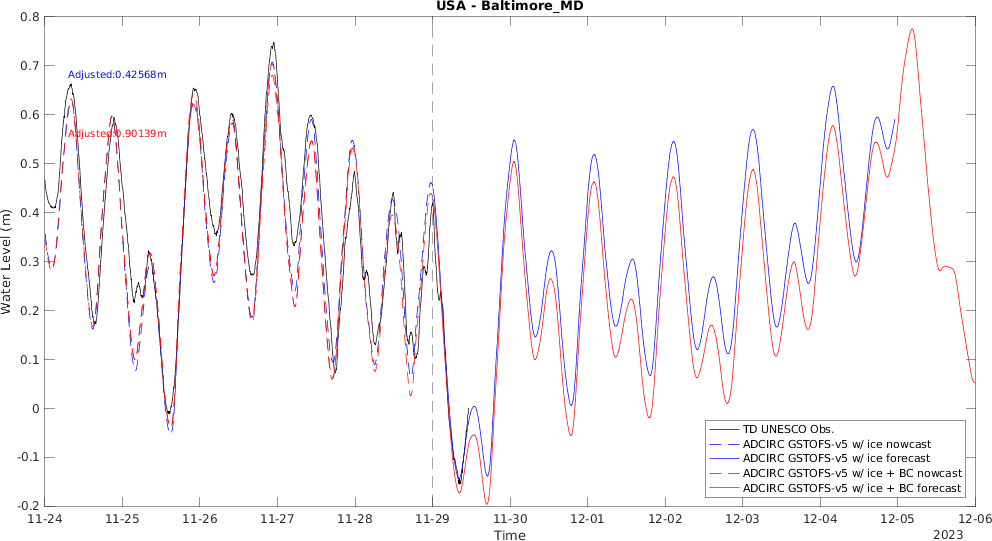 USA - Baltimore_MD
0.8
0.7
0.6
0.5
0.4
0.3
0.2
0.1
0
-0.1
-0.2
Water Level (m)
Adjusted:0.42568m
Adjusted:0.90139m
TD UNESCO Obs.
ADCIRC GSTOFS-v5 w/ ice nowcast
ADCIRC GSTOFS-v5 w/ ice forecast
ADCIRC GSTOFS-v5 w/ ice + BC nowcast
ADCIRC GSTOFS-v5 w/ ice + BC forecast
11-24 11-25 11-26 11-27 11-28 11-29 11-30 12-01 12-02 12-03 12-04 12-05 12-06
Time
2023